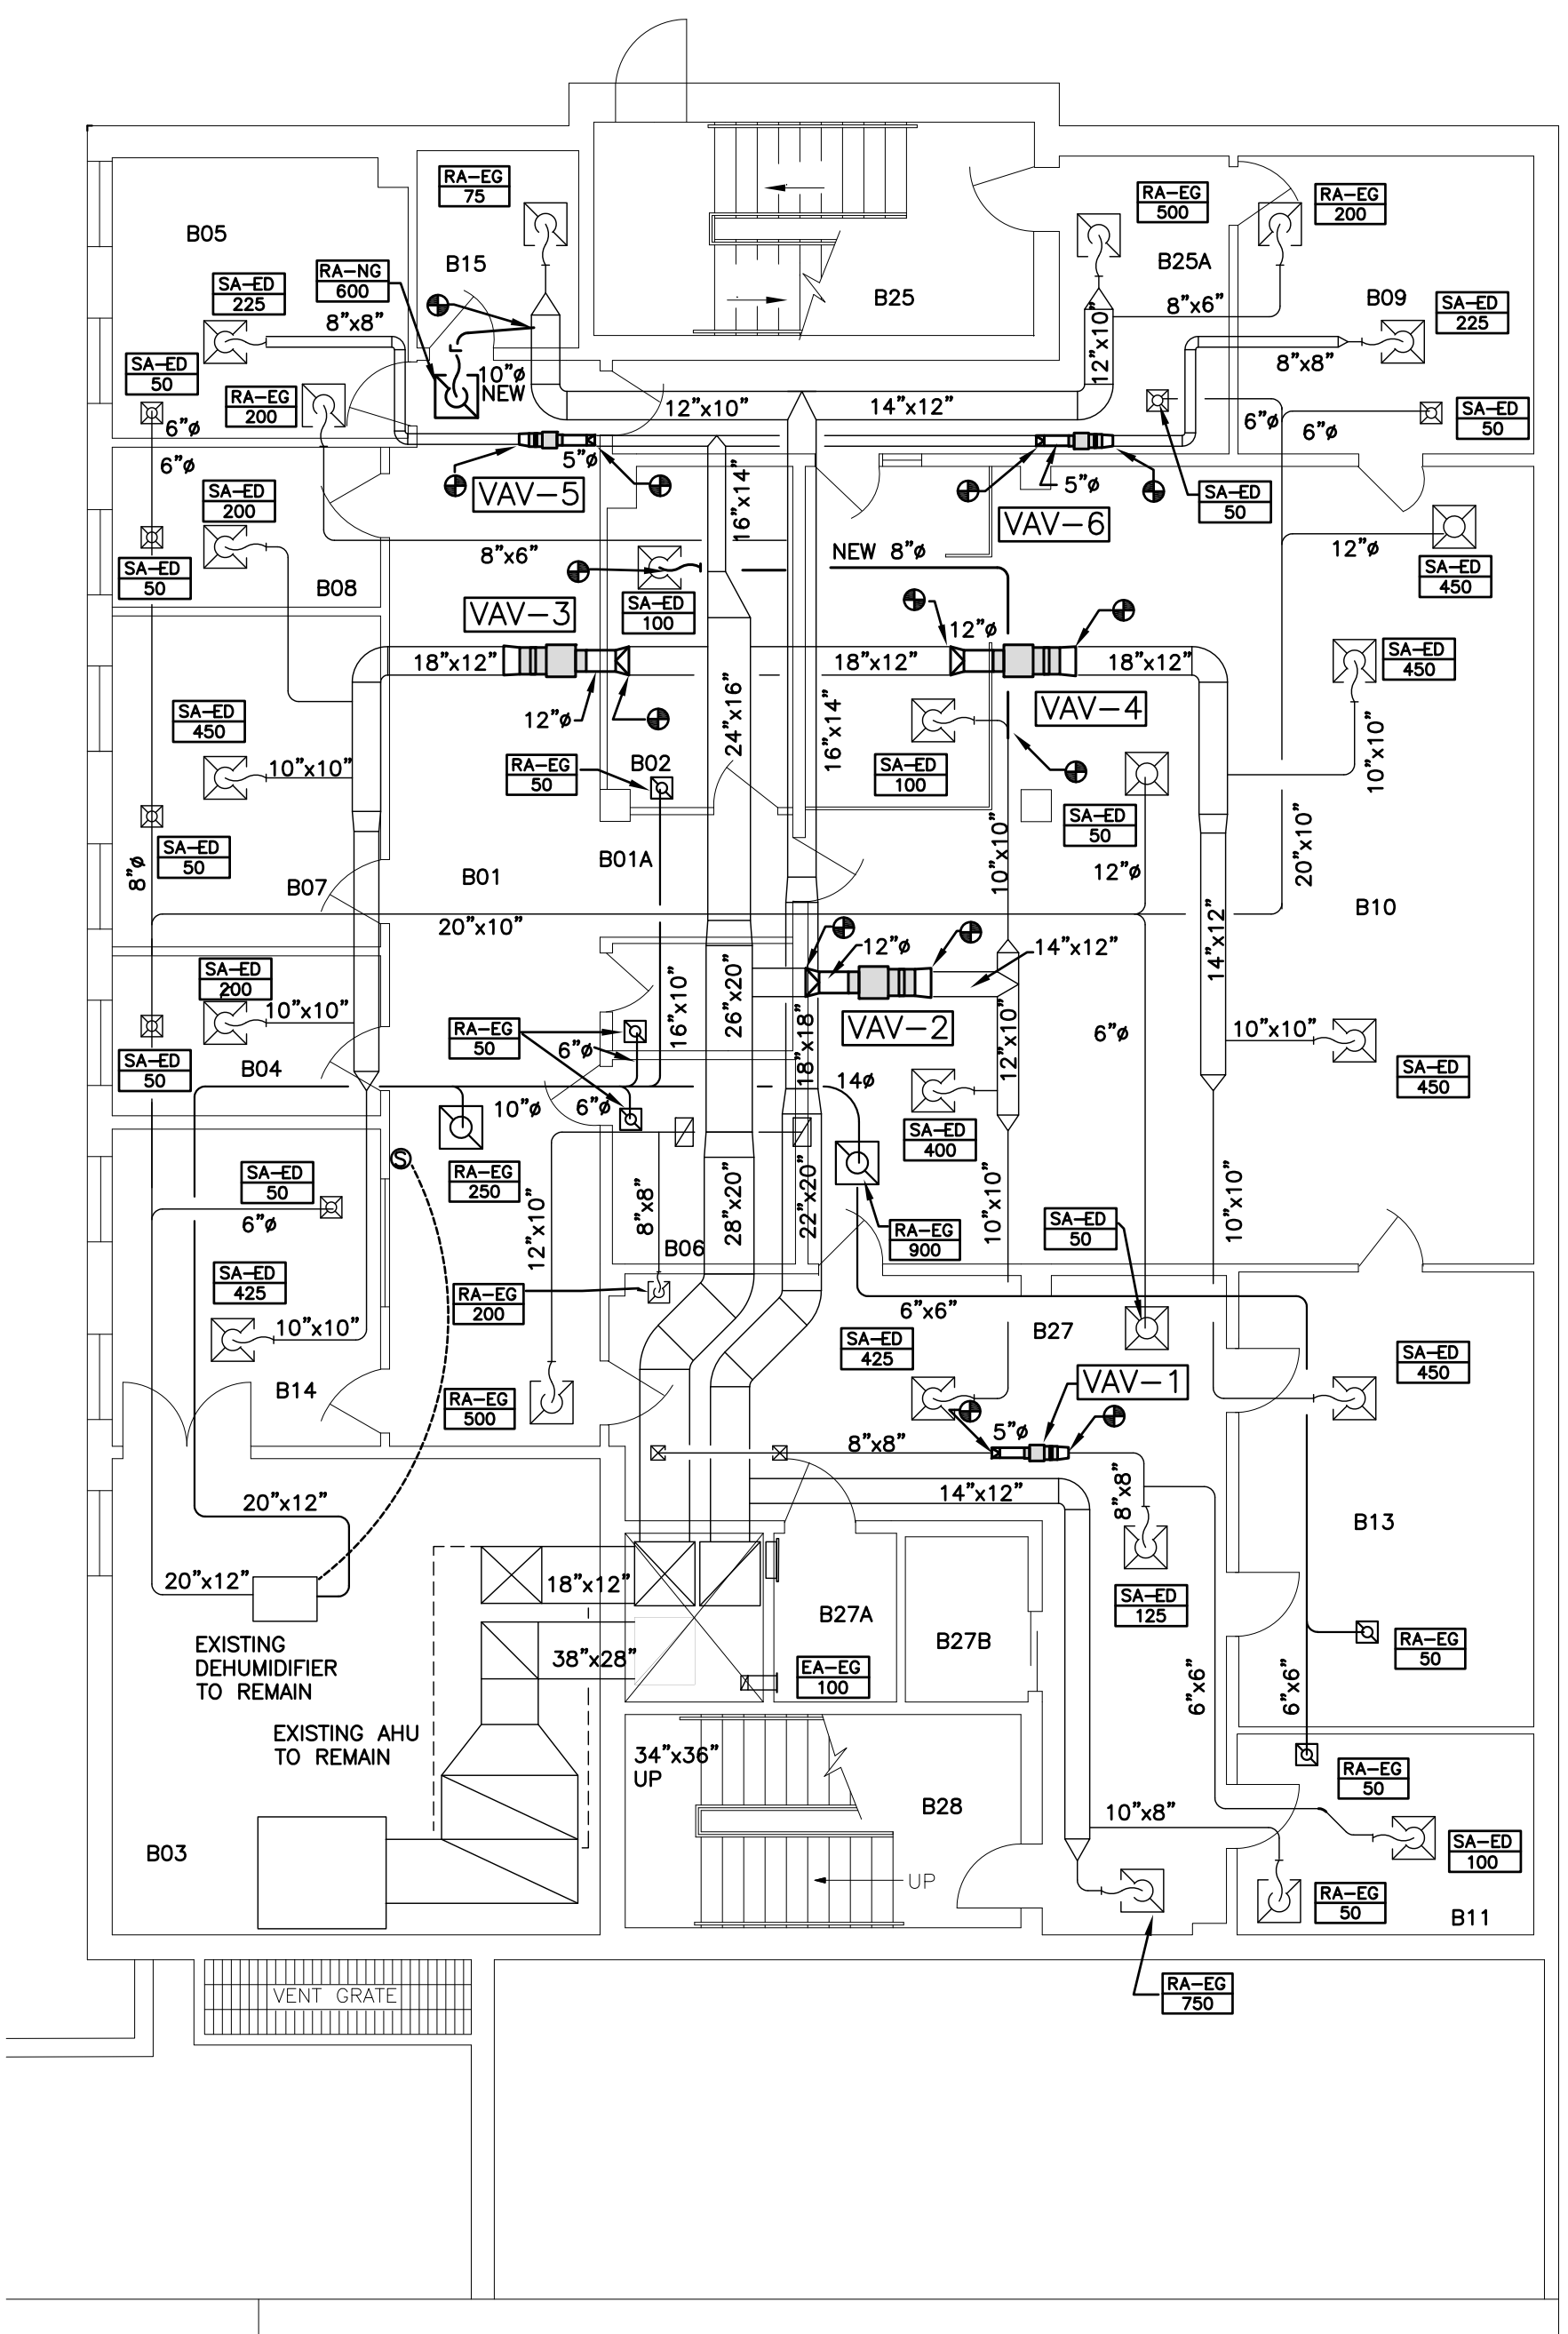 RA-EG
75
RA-EG
500
RA-EG
200
B05
B15
RA-NG
600
B25
B25A
B09
SA-ED
225
SA-ED
225
8"x8"
8"x6"
12"x10"
8"x8"
SA-ED
50
RA-EG
200
10"ø
NEW
12"x10"
14"x12"
SA-ED
50
6"ø
6"ø
6"ø
6"ø
5"ø
VAV-5
5"ø
VAV-6
SA-ED
50
SA-ED
200
16"x14"
8"x6"
NEW 8"ø
12"ø
SA-ED
50
B08
SA-ED
450
VAV-3
SA-ED
100
12"ø
18"x12"
18"x12"
18"x12"
SA-ED
450
SA-ED
450
12"ø
24"x16"
16"x14"
VAV-4
10"x10"
RA-EG
50
B02
SA-ED
100
10"x10"
SA-ED
50
SA-ED
50
B01A
10"x10"
20"x10"
8"ø
B07
B01
12"ø
B10
20"x10"
14"x12"
12"ø
14"x12"
SA-ED
200
10"x10"
16"x10"
26"x20"
18"x18"
VAV-2
RA-EG
50
6"ø
12"x10"
6"ø
10"x10"
SA-ED
50
B04
14ø
SA-ED
450
10"ø
6"ø
SA-ED
400
S
SA-ED
50
RA-EG
250
6"ø
12"x10"
8"x8"
28"x20"
22"x20"
10"x10"
10"x10"
SA-ED
50
RA-EG
900
B06
SA-ED
425
RA-EG
200
6"x6"
10"x10"
B27
SA-ED
425
SA-ED
450
B14
RA-EG
500
VAV-1
5"ø
8"x8"
8"x8"
20"x12"
14"x12"
B13
20"x12"
18"x12"
SA-ED
125
B27A
B27B
EXISTING
DEHUMIDIFIER
TO REMAIN
38"x28"
EA-EG
100
RA-EG
50
6"x6"
6"x6"
EXISTING AHU
TO REMAIN
34"x36"
UP
RA-EG
50
B28
10"x8"
B03
SA-ED
100
UP
RA-EG
50
B11
VENT GRATE
RA-EG
750